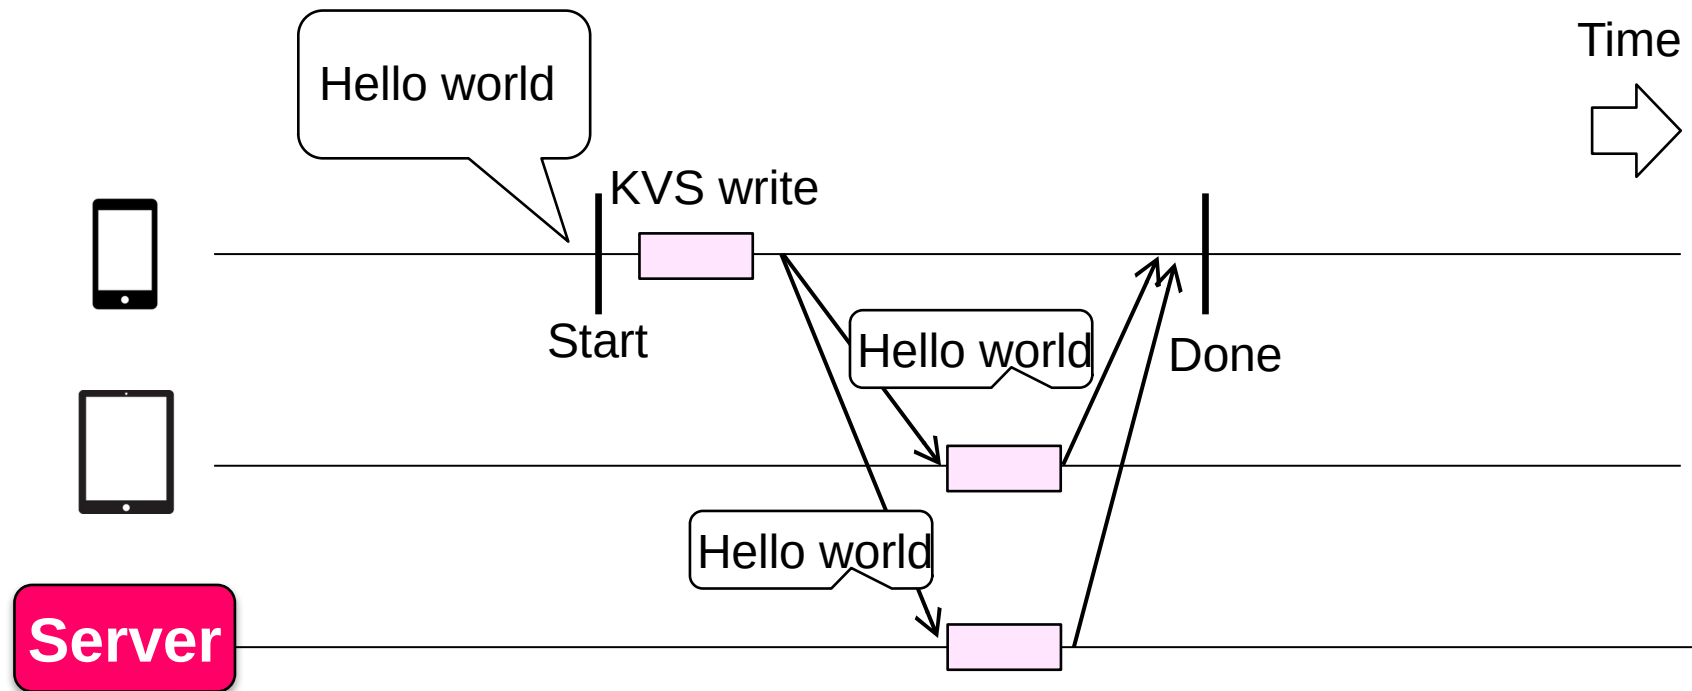 Time
Hello world
KVS write
Start
Hello world
Done
Hello world
Server